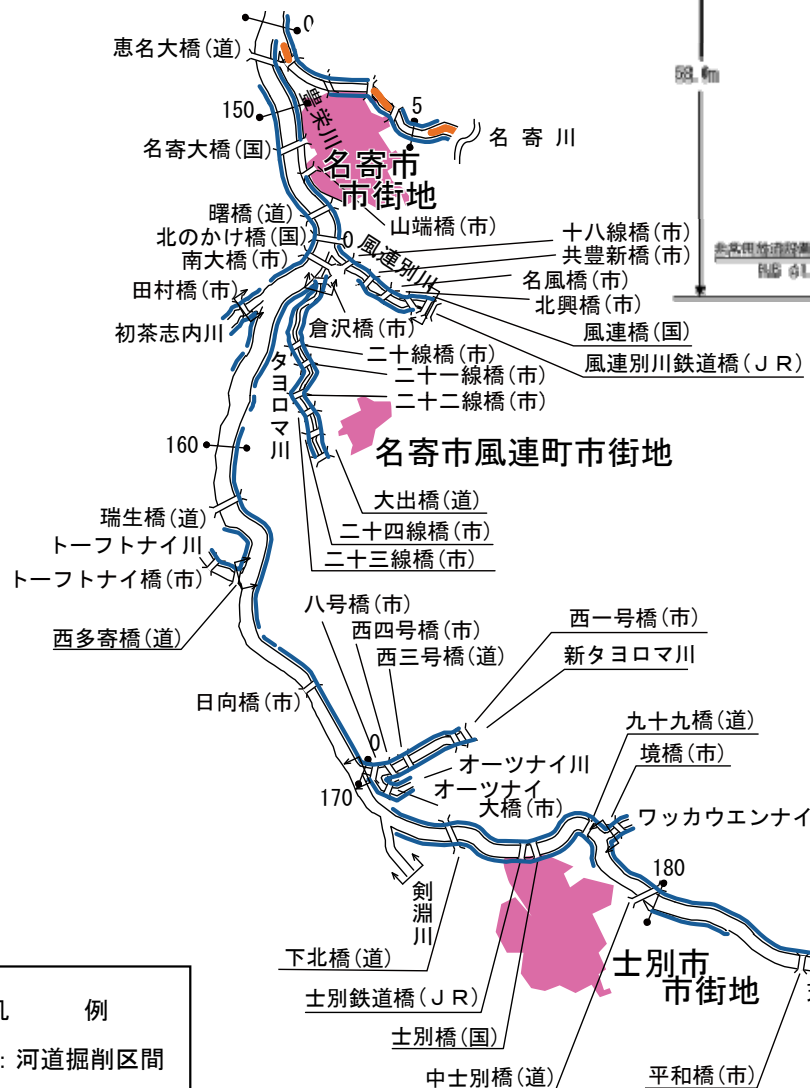 0
恵名大橋(道)
58.0m
150
豊栄川
5
名寄川
名寄大橋(国)
名寄市
市街地
曙橋(道)
山端橋(市)
北のかけ橋(国)
0
風連別川
十八線橋(市)
南大橋(市)
共豊新橋(市)
名風橋(市)
田村橋(市)
北興橋(市)
初茶志内川
倉沢橋(市)
風連橋(国)
風連別川鉄道橋(JR)
タヨロマ川
二十線橋(市)
二十一線橋(市)
二十二線橋(市)
160
名寄市風連町市街地
大出橋(道)
瑞生橋(道)
二十四線橋(市)
トーフトナイ川
二十三線橋(市)
トーフトナイ橋(市)
八号橋(市)
西一号橋(市)
西多寄橋(道)
西四号橋(市)
西三号橋(道)
新タヨロマ川
日向橋(市)
九十九橋(道)
0
境橋(市)
オーツナイ川
170
オーツナイ
大橋(市)
ワッカウエンナイ
180
剣淵川
下北橋(道)
士別市
市街地
士別鉄道橋(JR)
士別橋(国)
中士別橋(道)
平和橋(市)
例
: 河道掘削区間